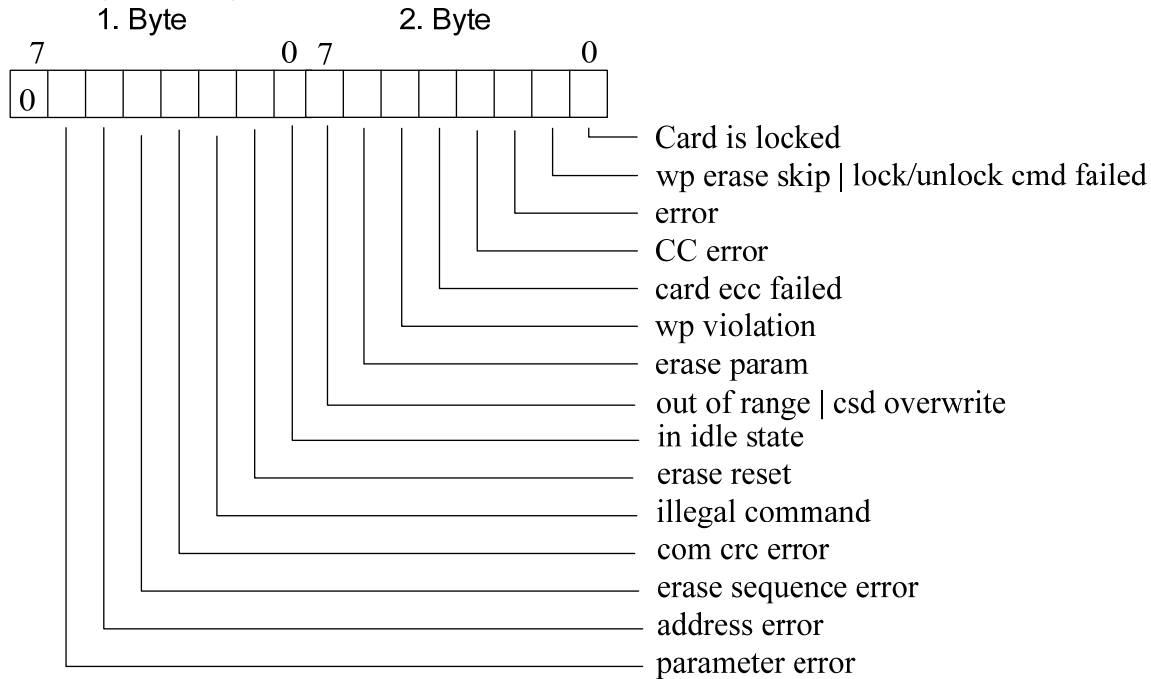 1. Byte 2. Byte
7 0 7 0
0
Card is locked
wp erase skip | lock/unlock cmd failed
error
CC error
card ecc failed
wp violation
erase param
out of range | csd overwrite
in idle state
erase reset
illegal command
com crc error
erase sequence error
address error
parameter error